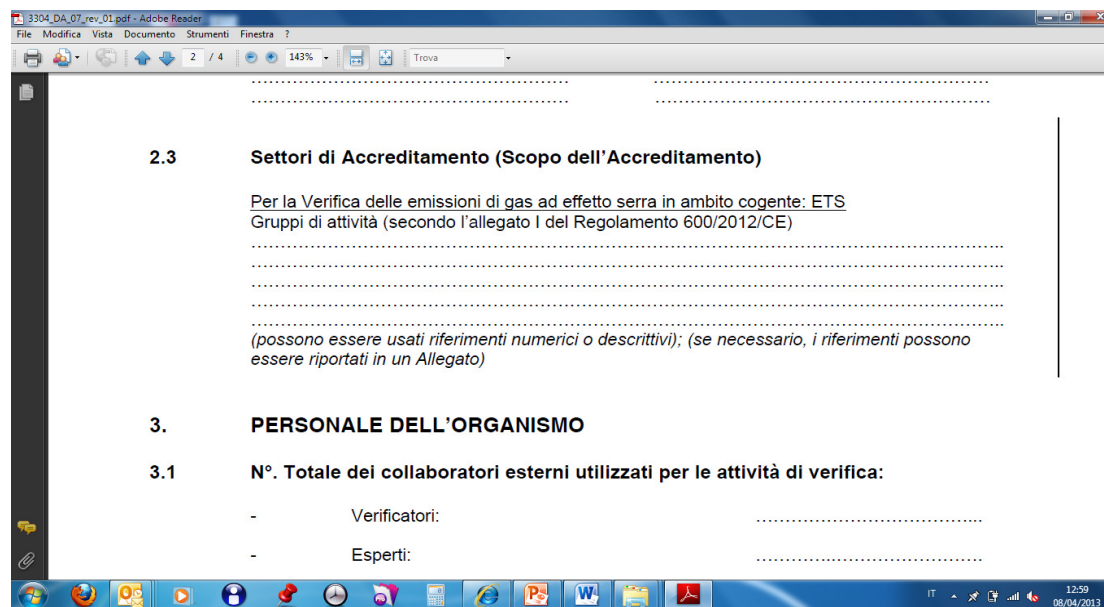 3304_DA_07_rev_01.pdf - Adobe Reader
File Modifica Vista Documento Strumenti Finestra ?
2 / 4 143% Trova
........................................................ ...........................................................
........................................................ ...........................................................
2.3 Settori di Accreditamento (Scopo dell'Accreditamento)
Per la Verifica delle emissioni di gas ad effetto serra in ambito cogente: ETS
Gruppi di attività (secondo l'allegato I del Regolamento 600/2012/CE)
....................................................................................................................................
....................................................................................................................................
....................................................................................................................................
....................................................................................................................................
....................................................................................................................................
(possono essere usati riferimenti numerici o descrittivi); (se necessario, i riferimenti possono
essere riportati in un Allegato)
3. PERSONALE DELL'ORGANISMO
3.1 N°. Totale dei collaboratori esterni utilizzati per le attività di verifica:
- Verificatori: ........................................
- Esperti: ........................................
IT 12:59
08/04/2013